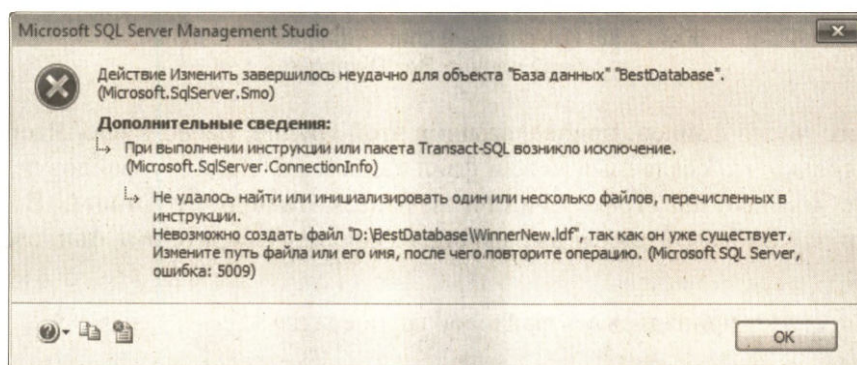 Microsoft SQL Server Management Studio
Действие Изменить завершилось неудачно для объекта "База данных" "BestDatabase".
(Microsoft.SqlServer.Smo)
Дополнительные сведения:
При выполнении инструкции или пакета Transact-SQL возникло исключение.
(Microsoft.SqlServer.ConnectionInfo)
Не удалось найти или инициализировать один или несколько файлов, перечисленных в
инструкции.
Невозможно создать файл "D:\BestDatabase\WinnerNew.ldf", так как он уже существует.
Измените путь файла или его имя, после чего повторите операцию. (Microsoft SQL Server,
ошибка: 5009)
OK